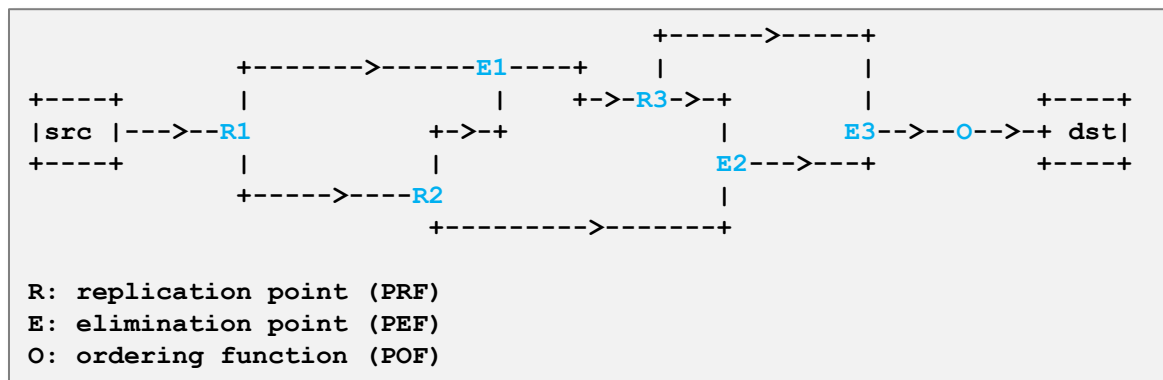 +------>-----+
                  +------->------E1----+      |            |
+----+          |                    |     +->-R3->-+           |              +----+
|src |--->--R1               +->-+                  |           E3-->--O-->-+ dst|
+----+          |               |                       E2--->---+              +----+
                  +------>----R2                       |
                                 +--------->-------+
R: replication point (PRF)
E: elimination point (PEF)
O: ordering function (POF)